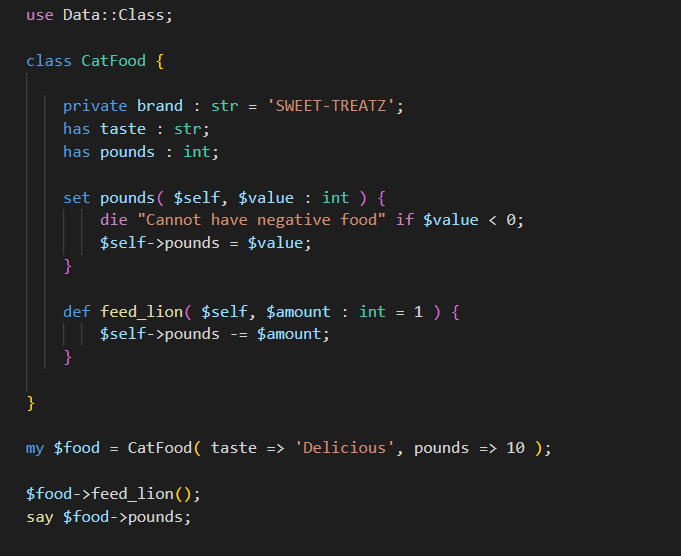 use Data::Class;
class CatFood {
private brand : str = 'SWEET-TREATZ';
has taste : str;
has pounds : int;
set pounds( $self, $value : int ) {
die "Cannot have negative food" if $value < 0;
$self->pounds = $value;
}
def feed_lion( $self, $amount : int = 1 ) {
$self->pounds -= $amount;
}
}
my $food = CatFood( taste => 'Delicious', pounds => 10 );
$food->feed_lion();
say $food->pounds;